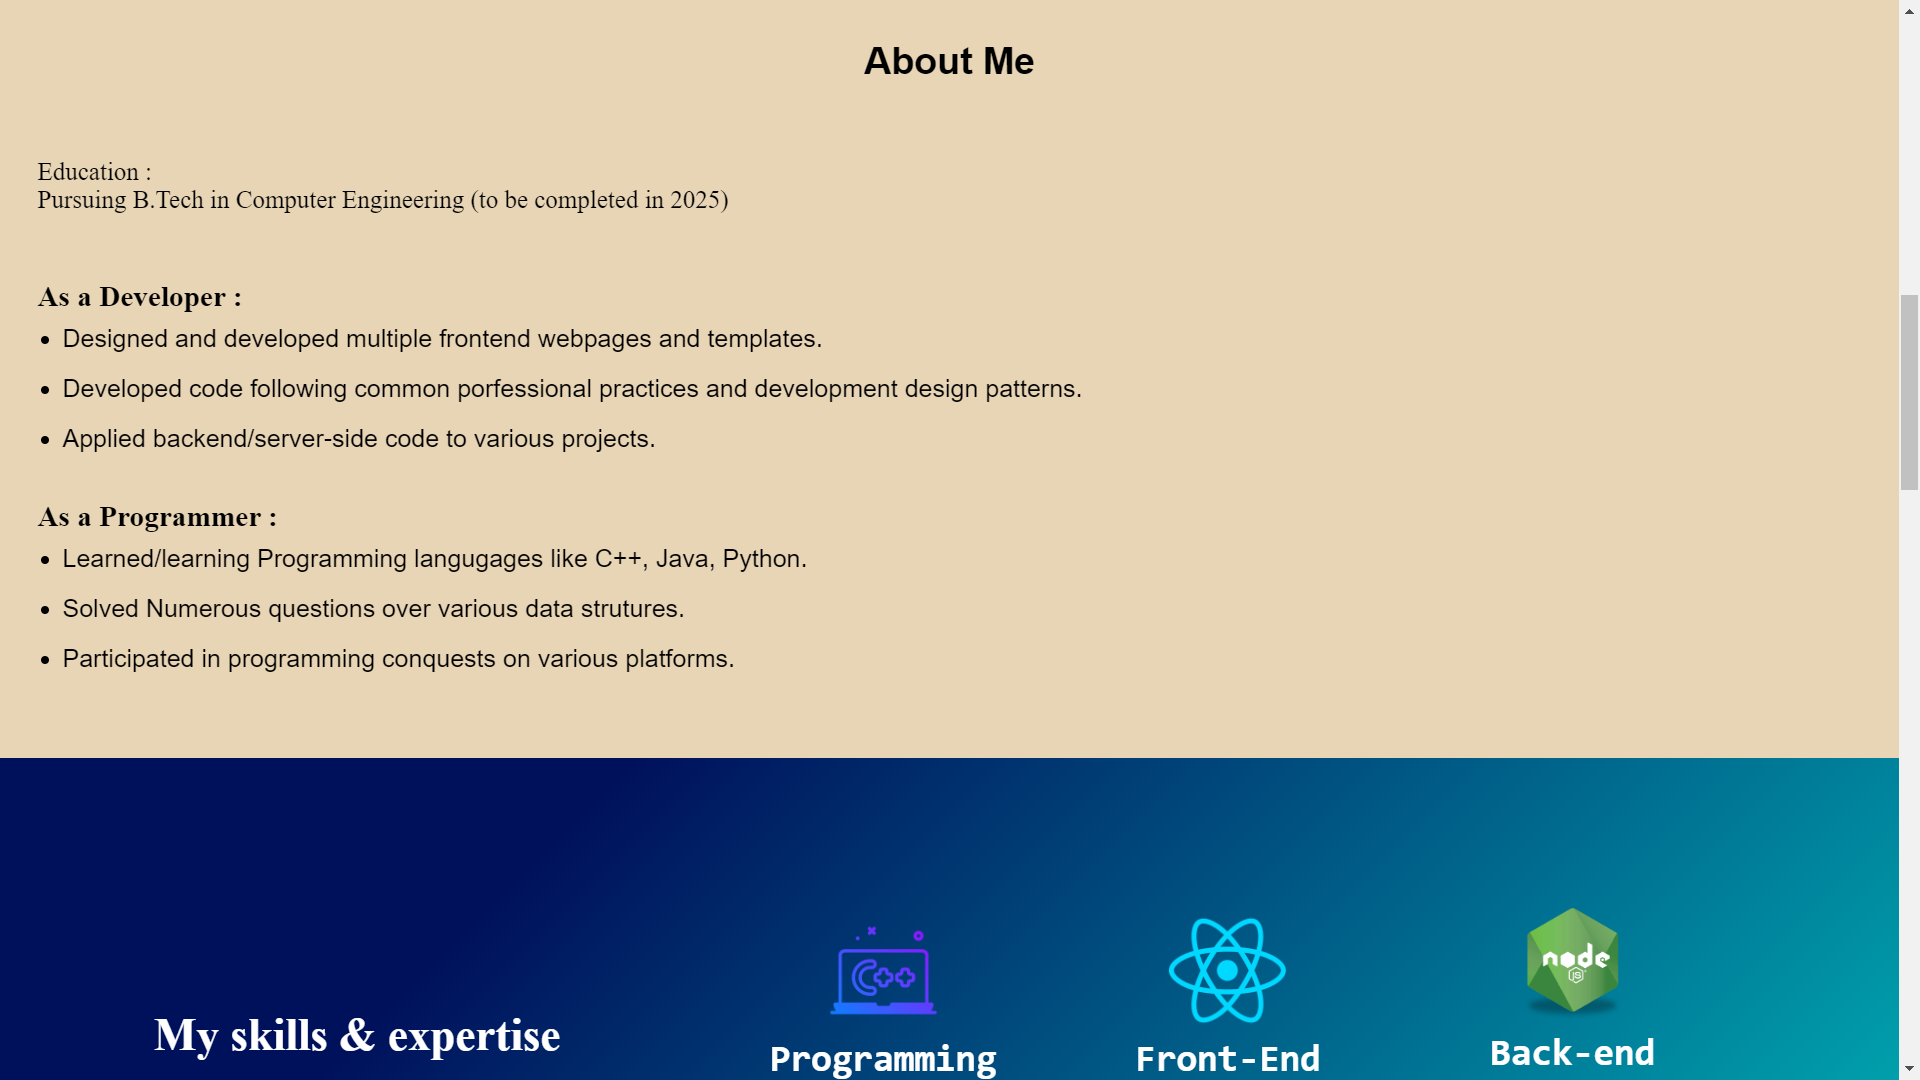 About Me
Education :
Pursuing B.Tech in Computer Engineering (to be completed in 2025)
As a Developer :
Designed and developed multiple frontend webpages and templates.
Developed code following common porfessional practices and development design patterns.
Applied backend/server-side code to various projects.
As a Programmer :
Learned/learning Programming langugages like C++, Java, Python.
Solved Numerous questions over various data strutures.
Participated in programming conquests on various platforms.
C++
node
JS
My skills & expertise
Programming
Front-End
Back-end